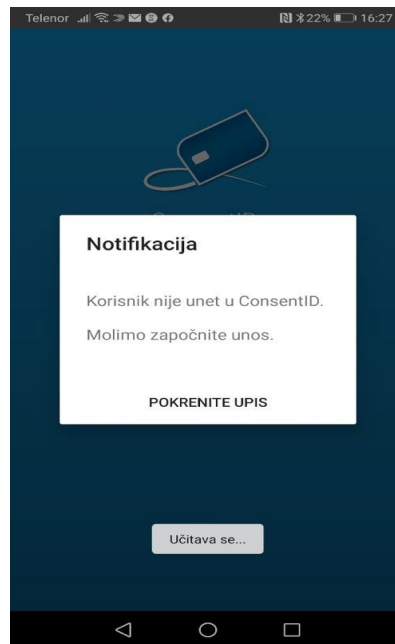 Telenor 22% 16:27
Notifikacija
Korisnik nije unet u ConsentID.
Molimo započnite unos.
POKRENITE UPIS
Učitava se...